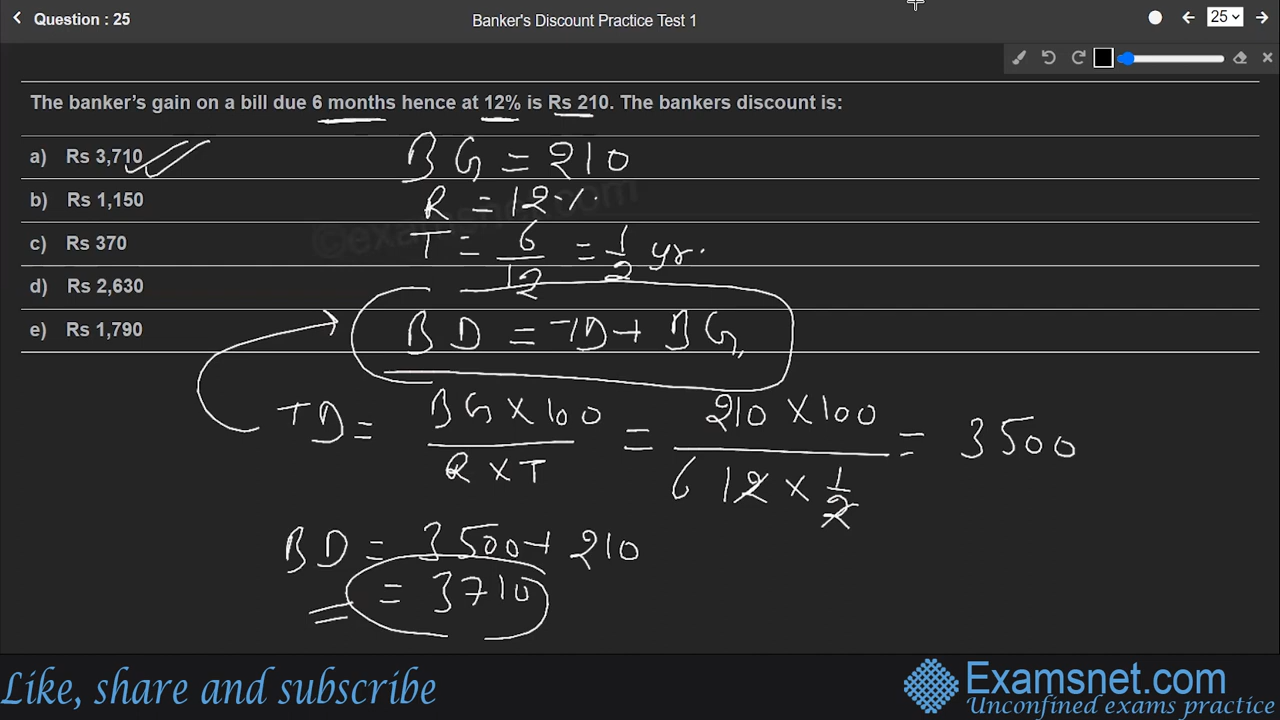 Question : 25
Banker's Discount Practice Test 1
25
The banker's gain on a bill due 6 months hence at 12% is Rs 210. The bankers discount is:
a) Rs 3,710
b) Rs 1,150
c) Rs 370
d) Rs 2,630
e) Rs 1,790
©examsnet.com
BG = 210
R = 12%
T = 6/12 = 1/2 yr.
BD = TD + BG
TD = BG X 100 / R X T = 210 X 100 / 6 12 X 1/2 = 3500
BD = 3500 + 210
= 3710
Like, share and subscribe
Examsnet.com
Unconfined exams practice